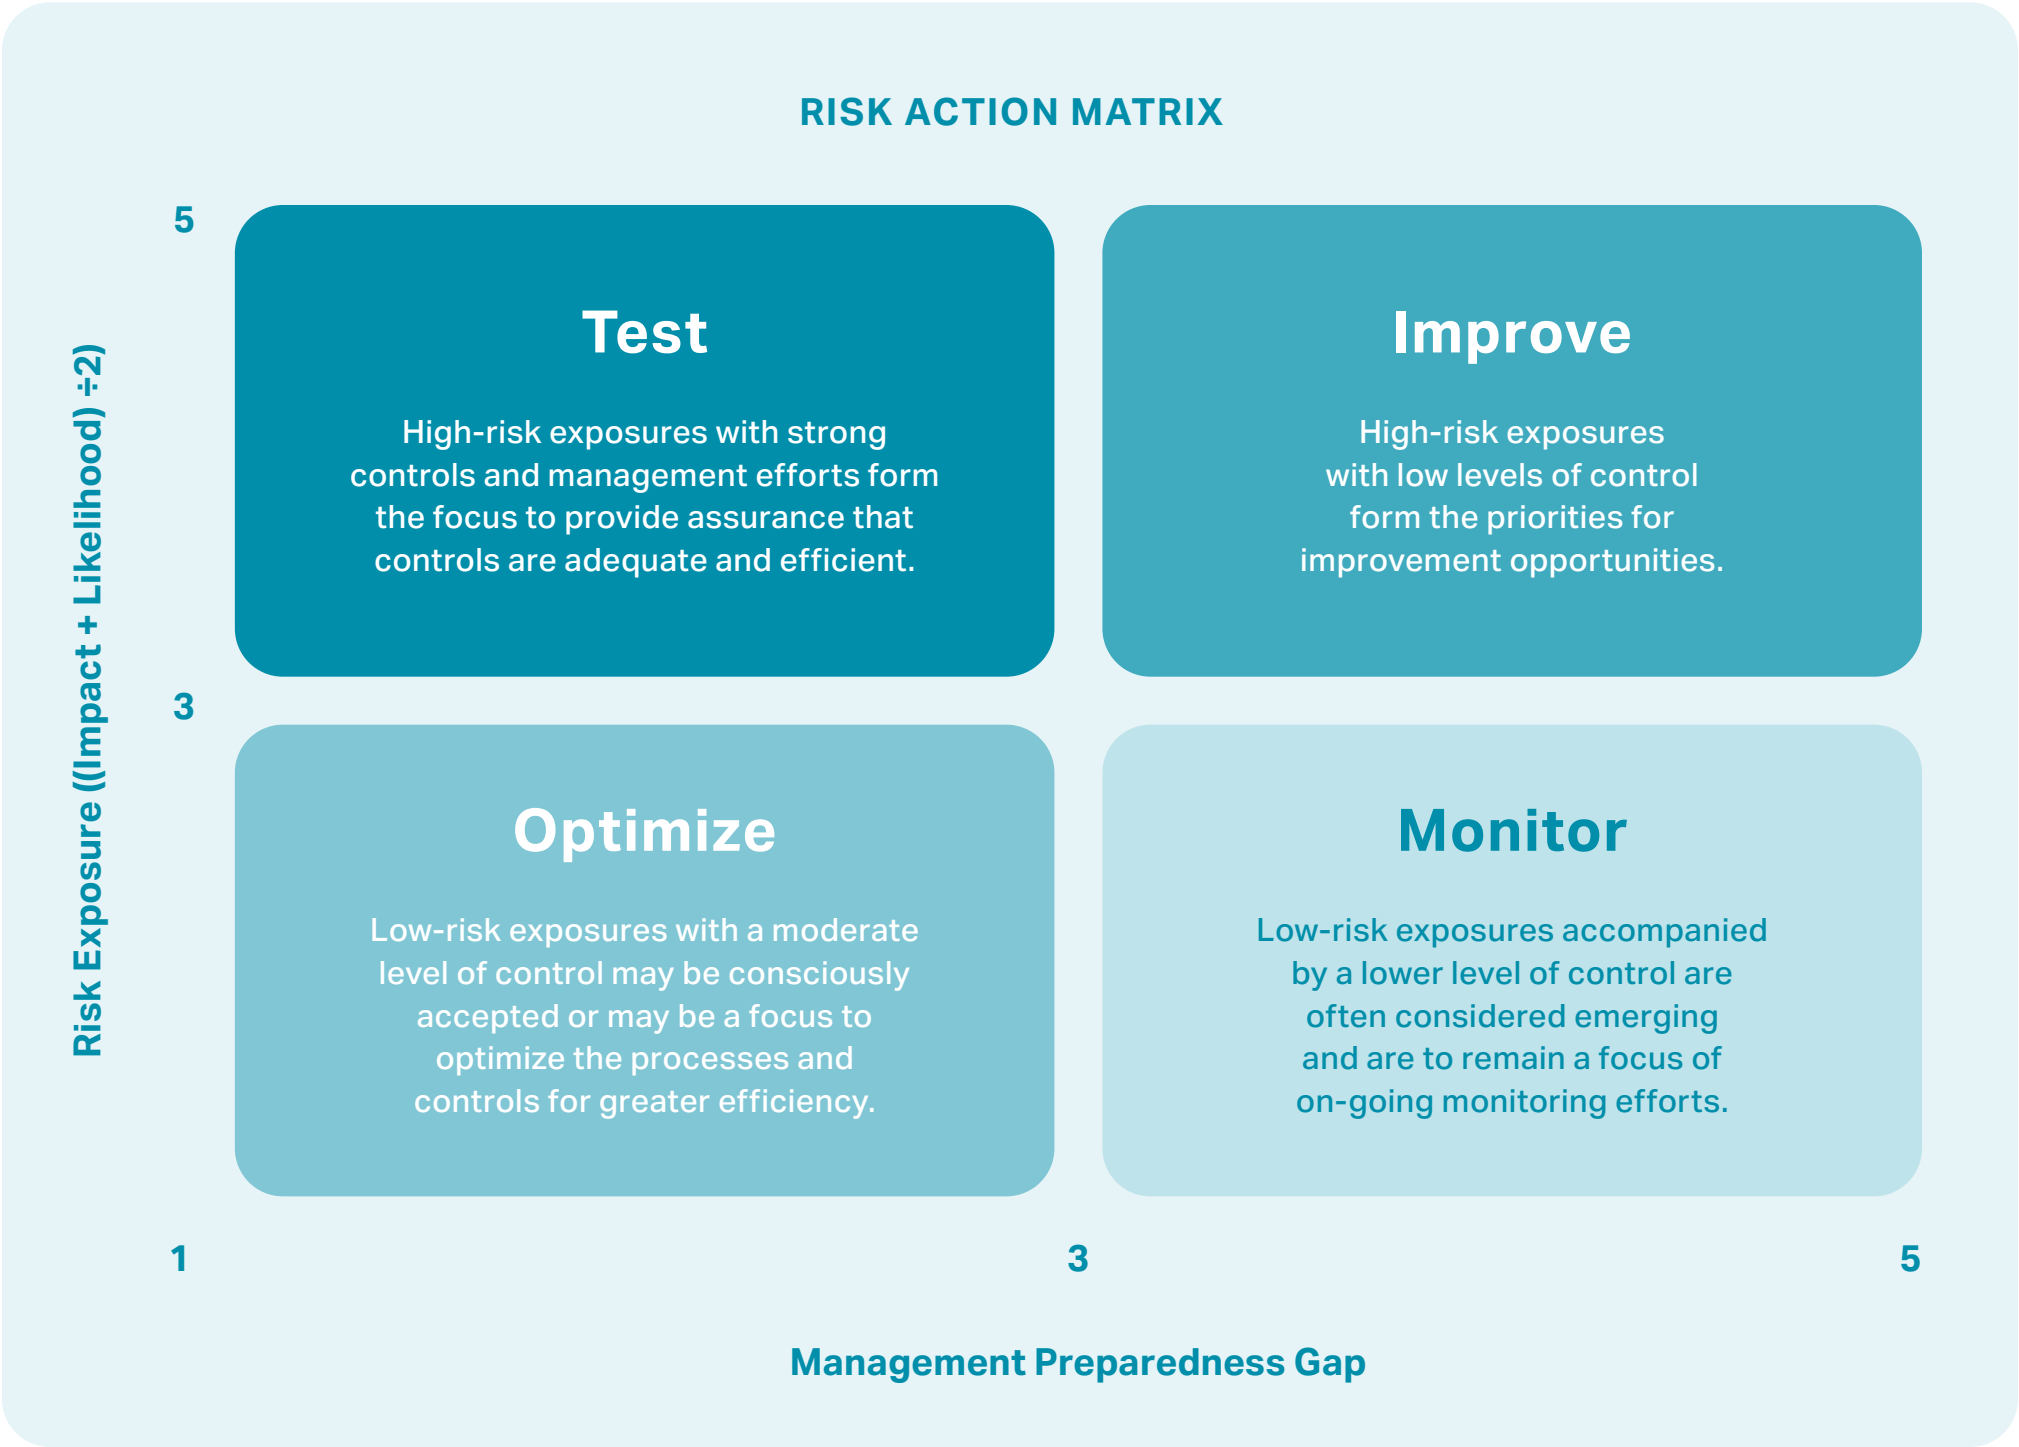 RISK ACTION MATRIX
5
Test
High-risk exposures with strong
controls and management efforts form
the focus to provide assurance that
controls are adequate and efficient.
Improve
High-risk exposures
with low levels of control
form the priorities for
improvement opportunities.
Risk Exposure ((Impact + Likelihood) ÷2)
3
Optimize
Low-risk exposures with a moderate
level of control may be consciously
accepted or may be a focus to
optimize the processes and
controls for greater efficiency.
Monitor
Low-risk exposures accompanied
by a lower level of control are
often considered emerging
and are to remain a focus of
on-going monitoring efforts.
1
3
5
Management Preparedness Gap